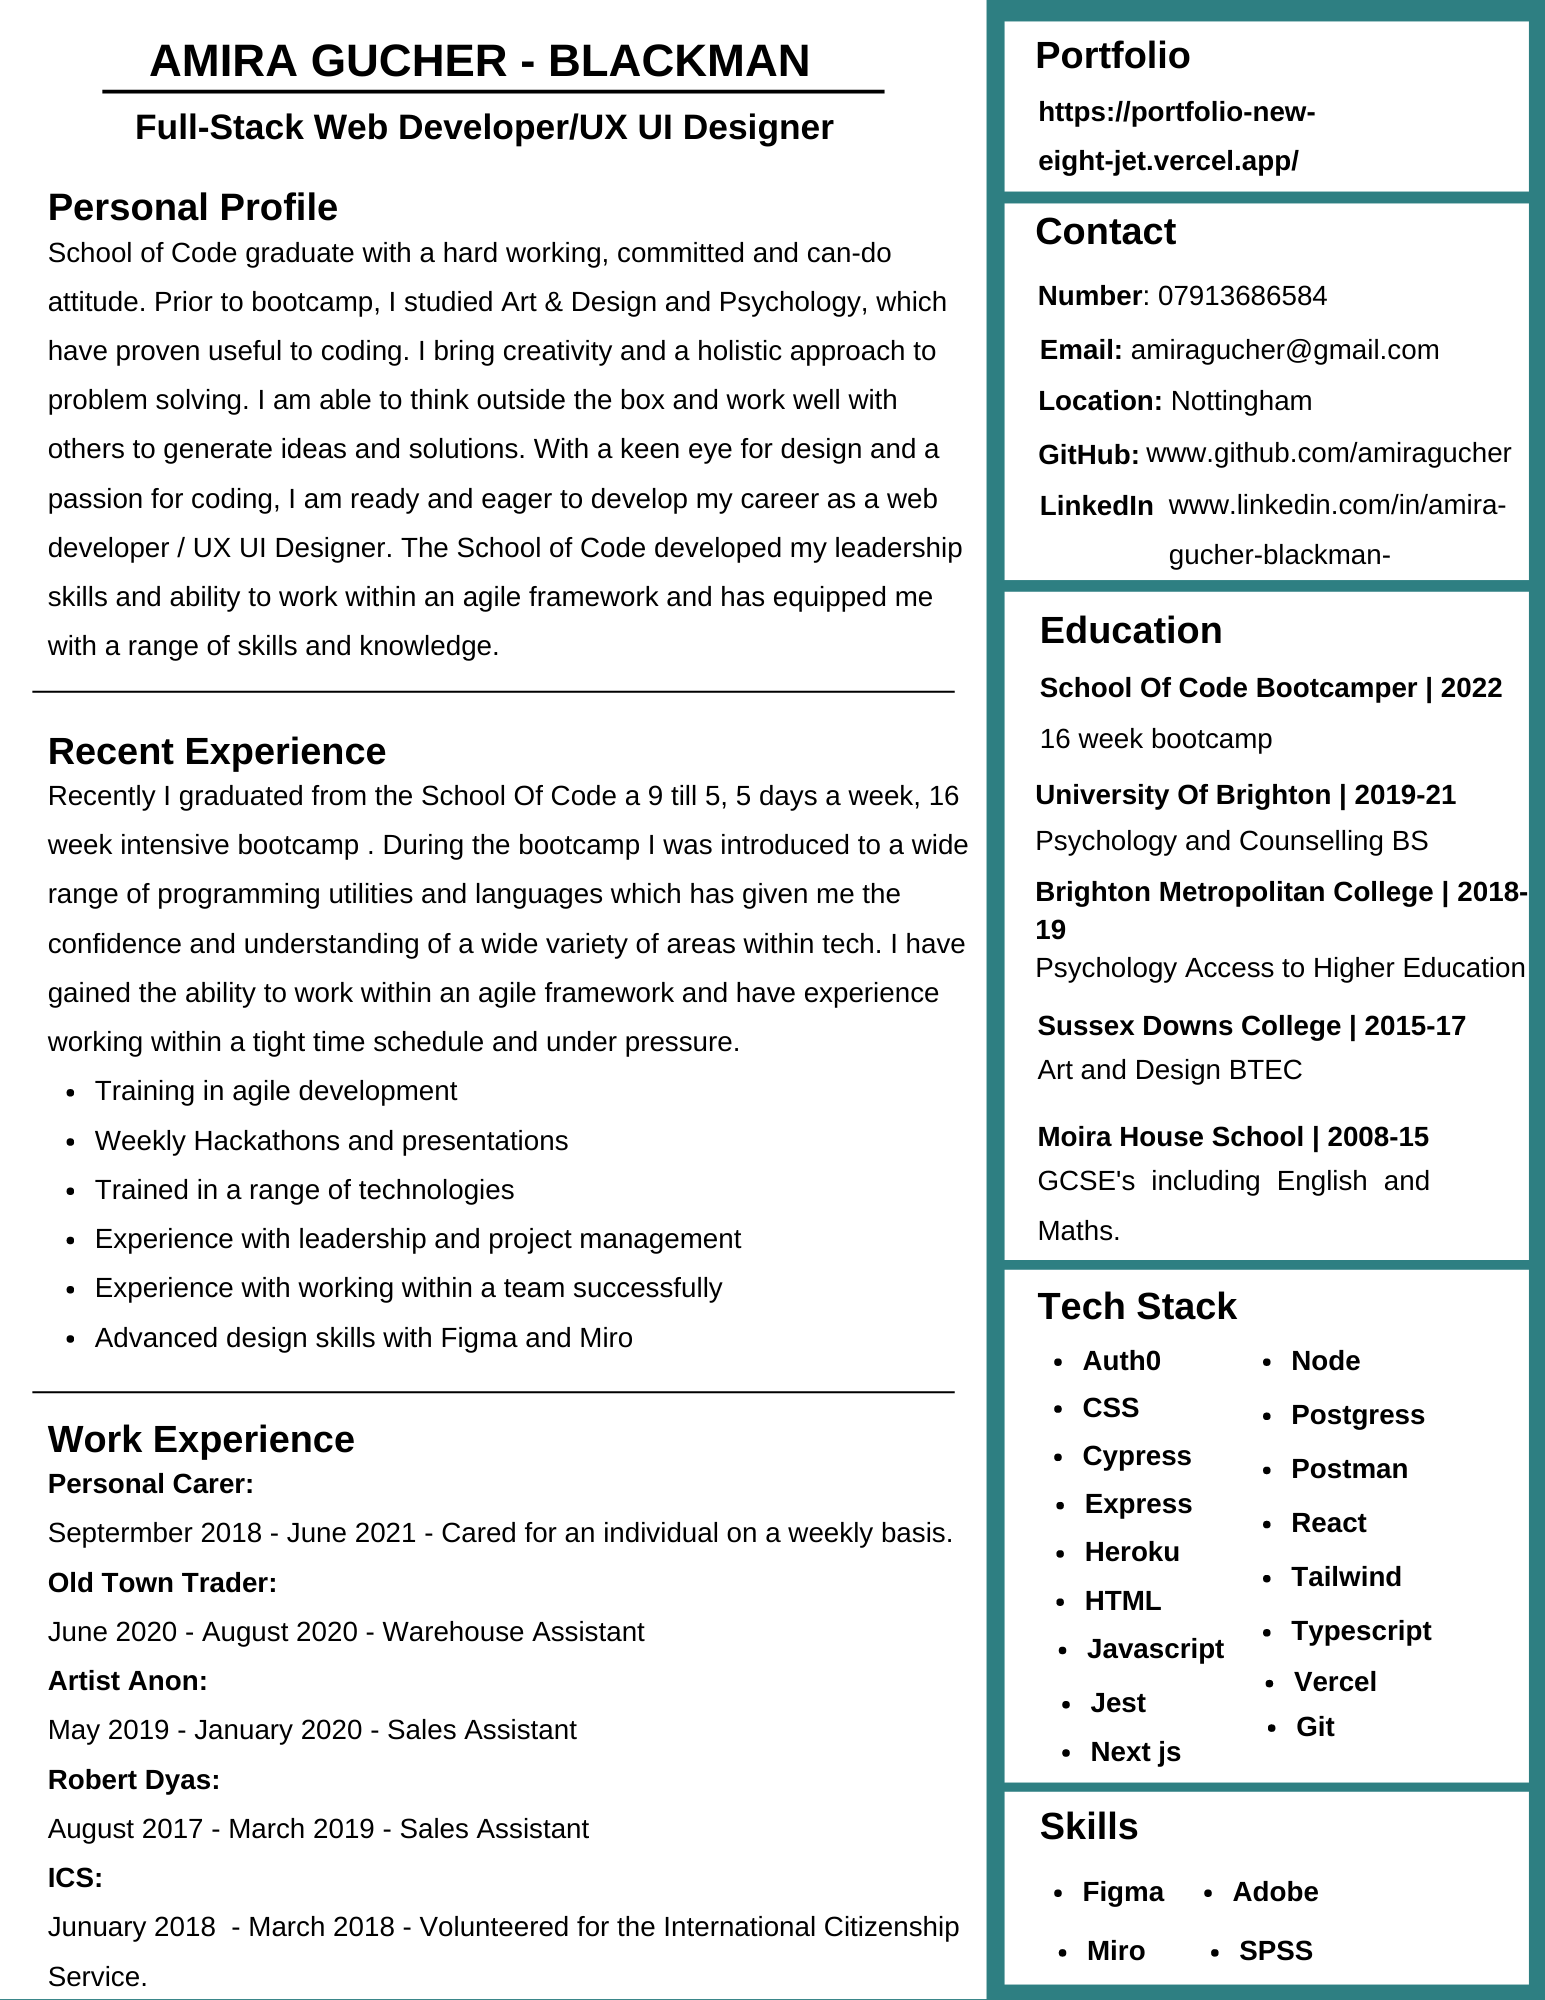 AMIRA GUCHER - BLACKMAN
Full-Stack Web Developer/UX UI Designer
Personal Profile
School of Code graduate with a hard working, committed and can-do
attitude. Prior to bootcamp, I studied Art & Design and Psychology, which
have proven useful to coding. I bring creativity and a holistic approach to
problem solving. I am able to think outside the box and work well with
others to generate ideas and solutions. With a keen eye for design and a
passion for coding, I am ready and eager to develop my career as a web
developer / UX UI Designer. The School of Code developed my leadership
skills and ability to work within an agile framework and has equipped me
with a range of skills and knowledge.
Recent Experience
Recently I graduated from the School Of Code a 9 till 5, 5 days a week, 16
week intensive bootcamp . During the bootcamp I was introduced to a wide
range of programming utilities and languages which has given me the
confidence and understanding of a wide variety of areas within tech. I have
gained the ability to work within an agile framework and have experience
working within a tight time schedule and under pressure.
• Training in agile development
• Weekly Hackathons and presentations
• Trained in a range of technologies
• Experience with leadership and project management
• Experience with working within a team successfully
• Advanced design skills with Figma and Miro
Work Experience
Personal Carer:
Septermber 2018 - June 2021 - Cared for an individual on a weekly basis.
Old Town Trader:
June 2020 - August 2020 - Warehouse Assistant
Artist Anon:
May 2019 - January 2020 - Sales Assistant
Robert Dyas:
August 2017 - March 2019 - Sales Assistant
ICS:
Junuary 2018  - March 2018 - Volunteered for the International Citizenship
Service.
Portfolio
https://portfolio-new-
eight-jet.vercel.app/
Contact
Number: 07913686584
Email: amiragucher@gmail.com
Location: Nottingham
GitHub: www.github.com/amiragucher
LinkedIn www.linkedin.com/in/amira-
gucher-blackman-
Education
School Of Code Bootcamper | 2022
16 week bootcamp
University Of Brighton | 2019-21
Psychology and Counselling BS
Brighton Metropolitan College | 2018-
19
Psychology Access to Higher Education
Sussex Downs College | 2015-17
Art and Design BTEC
Moira House School | 2008-15
GCSE's including English and
Maths.
Tech Stack
• Auth0
• CSS
• Cypress
• Express
• Heroku
• HTML
• Javascript
• Jest
• Next js
• Node
• Postgress
• Postman
• React
• Tailwind
• Typescript
• Vercel
• Git
Skills
• Figma
• Miro
• Adobe
• SPSS